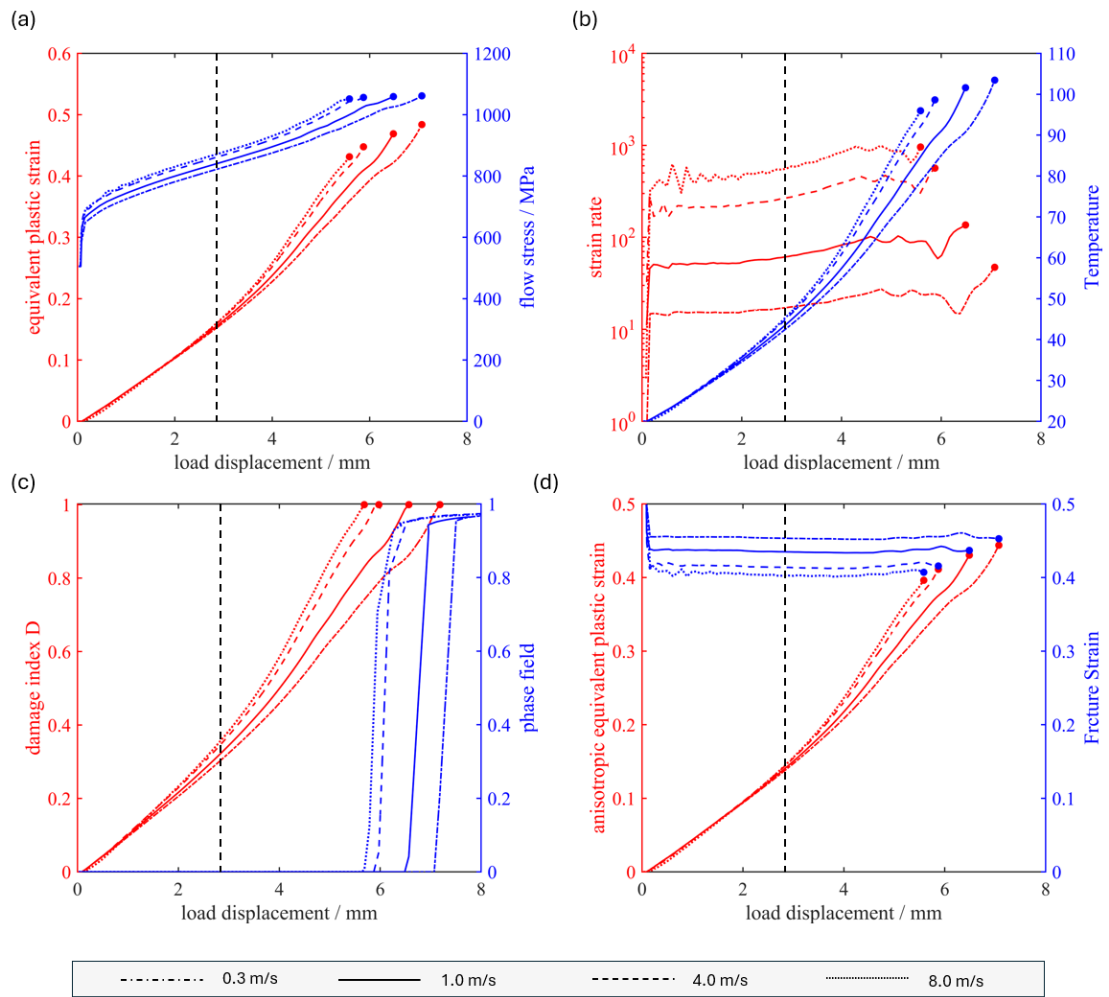 (a)
(b)
0.6
0.5
0.4
0.3
0.2
0.1
0
equivalent plastic strain
1200
1000
800
600
400
200
0
flow stress / MPa
0 2 4 6 8
load displacement / mm
10^4
10^3
10^2
10^1
10^0
strain rate
110
100
90
80
70
60
50
40
30
20
Temperature
0 2 4 6 8
load displacement / mm
(c)
(d)
1
0.8
0.6
0.4
0.2
0
damage index D
1
0.8
0.6
0.4
0.2
0
phase field
0 2 4 6 8
load displacement / mm
0.5
0.4
0.3
0.2
0.1
0
anisotropic equivalent plastic strain
0.5
0.4
0.3
0.2
0.1
0
Frcture Strain
0 2 4 6 8
load displacement / mm
0.3 m/s 1.0 m/s 4.0 m/s 8.0 m/s